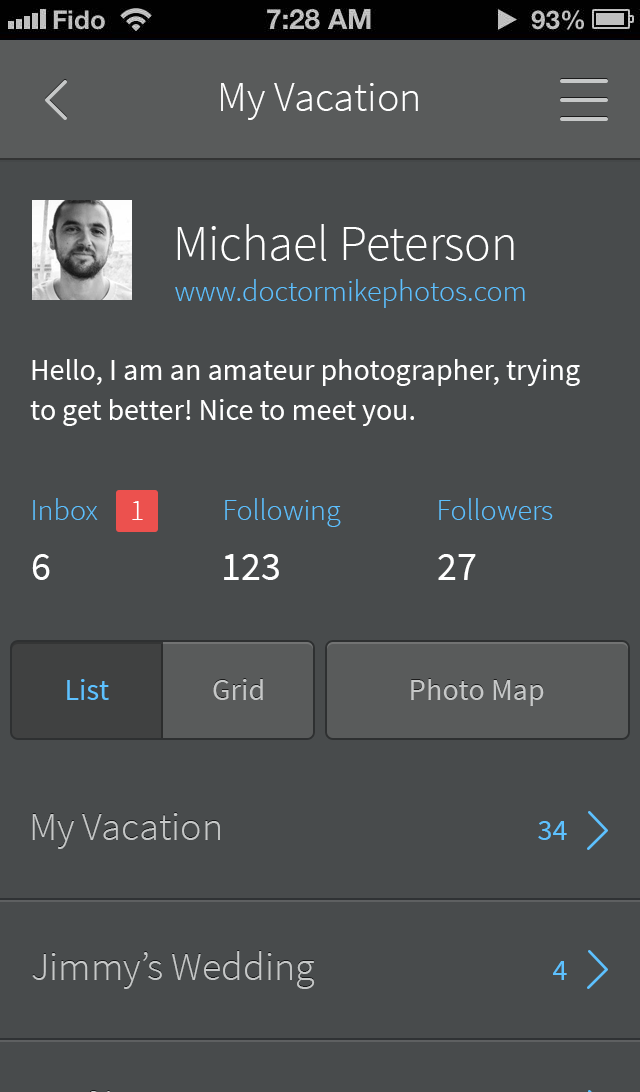 Fido 7:28 AM 93%
My Vacation
Michael Peterson
www.doctormikephotos.com
Hello, I am an amateur photographer, trying
to get better! Nice to meet you.
Inbox 1 Following Followers
6 123 27
List Grid Photo Map
My Vacation 34
Jimmy’s Wedding 4